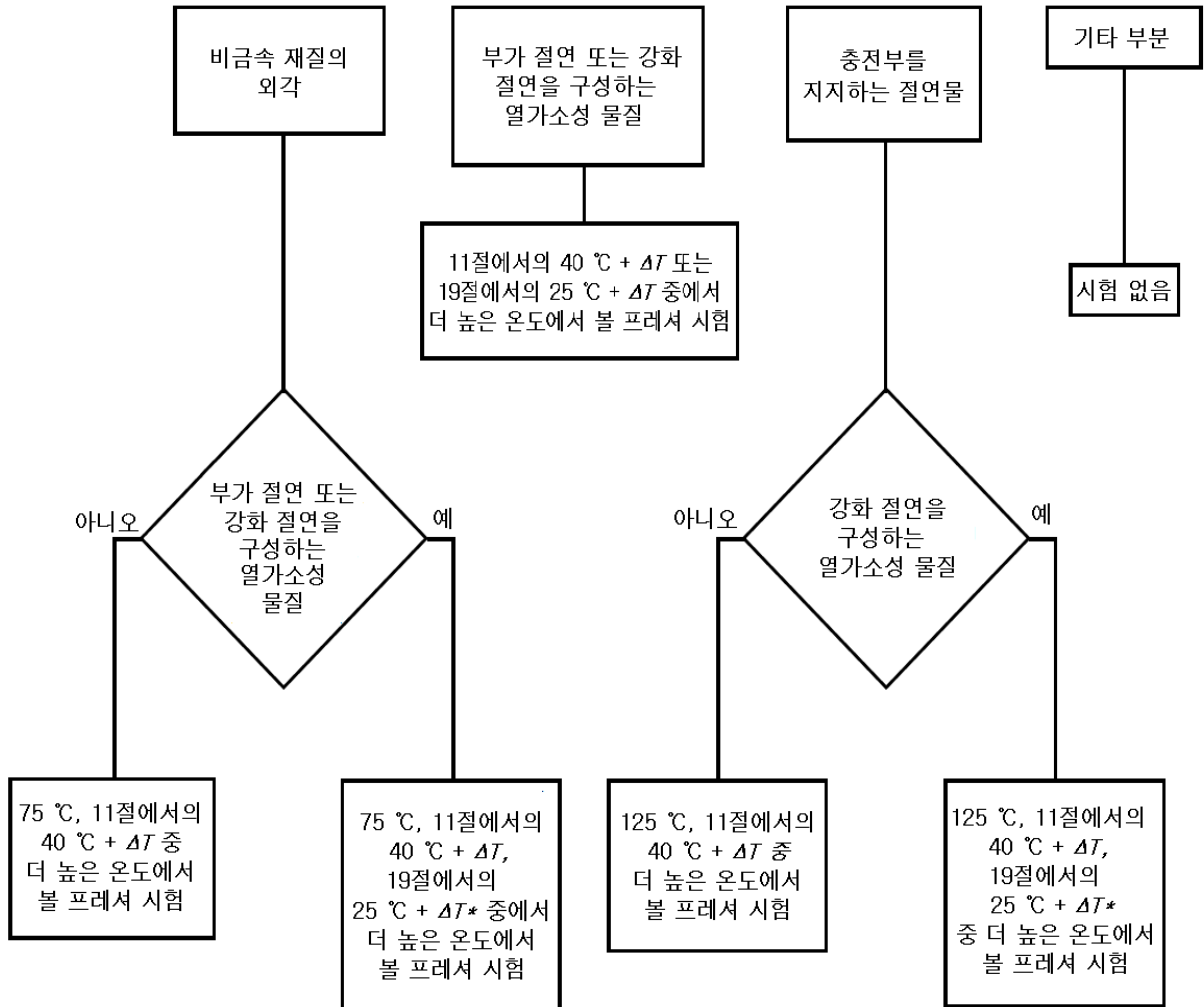 비금속 재질의
외각
부가 절연 또는 강화
절연을 구성하는
열가소성 물질
충전부를
지지하는 절연물
기타 부분
11절에서의 40 ℃ + ΔT 또는
19절에서의 25 ℃ + ΔT 중에서
더 높은 온도에서 볼 프레셔 시험
시험 없음
부가 절연 또는
강화 절연을
구성하는
열가소성
물질
아니오
예
강화 절연을
구성하는
열가소성 물질
아니오
예
75 ℃, 11절에서의
40 ℃ + ΔT 중
더 높은 온도에서
볼 프레셔 시험
75 ℃, 11절에서의
40 ℃ + ΔT,
19절에서의
25 ℃ + ΔT* 중에서
더 높은 온도에서
볼 프레셔 시험
125 ℃, 11절에서의
40 ℃ + ΔT 중
더 높은 온도에서
볼 프레셔 시험
125 ℃, 11절에서의
40 ℃ + ΔT,
19절에서의
25 ℃ + ΔT*
중 더 높은 온도에서
볼 프레셔 시험